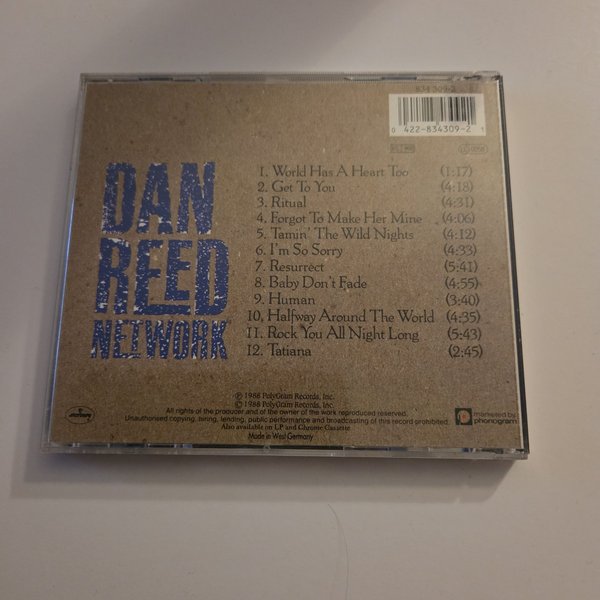 834 309-2
0 422-834309-2 1
DAN
REED
NETWORK
1. World Has A Heart Too (1:17)
2. Get To You (4:18)
3. Ritual (4:31)
4. Forgot To Make Her Mine (4:06)
5. Tamin' The Wild Nights (4:12)
6. I'm So Sorry (4:33)
7. Resurrect (5:41)
8. Baby Don't Fade (4:55)
9. Human (3:40)
10. Halfway Around The World (4:35)
11. Rock You All Night Long (5:43)
12. Tatiana (2:45)
℗ 1988 PolyGram Records, Inc.
© 1988 PolyGram Records, Inc.
All rights of the producer and of the owner of the work reproduced reserved.
Unauthorised copying, hiring, lending, public performance and broadcasting of this record prohibited.
Also available on LP and Chrome Cassette
Made in West Germany
mercury
marketed by
phonogram